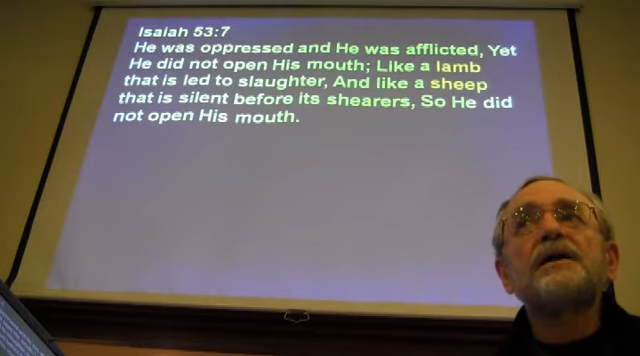 Isaiah 53:7
He was oppressed and He was afflicted, Yet
He did not open His mouth; Like a lamb
that is led to slaughter, And like a sheep
that is silent before its shearers, So He did
not open His mouth.